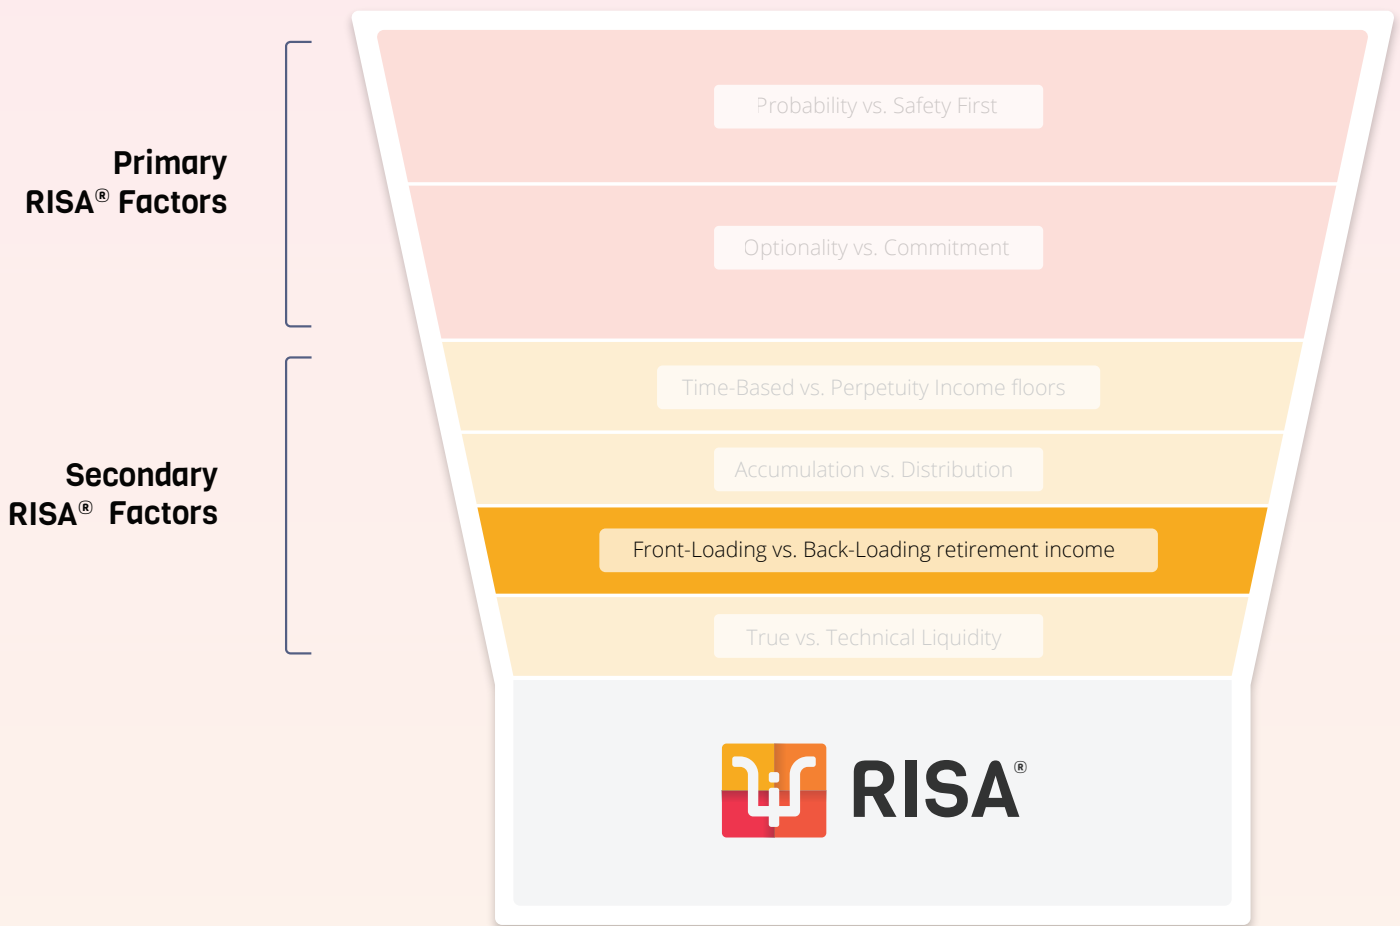 Probability vs. Safety First
Primary
RISA® Factors
Optionality vs. Commitment
Time-Based vs. Perpetuity Income floors
Accumulation vs. Distribution
Secondary
RISA® Factors
Front-Loading vs. Back-Loading retirement income
True vs. Technical Liquidity
RISA®